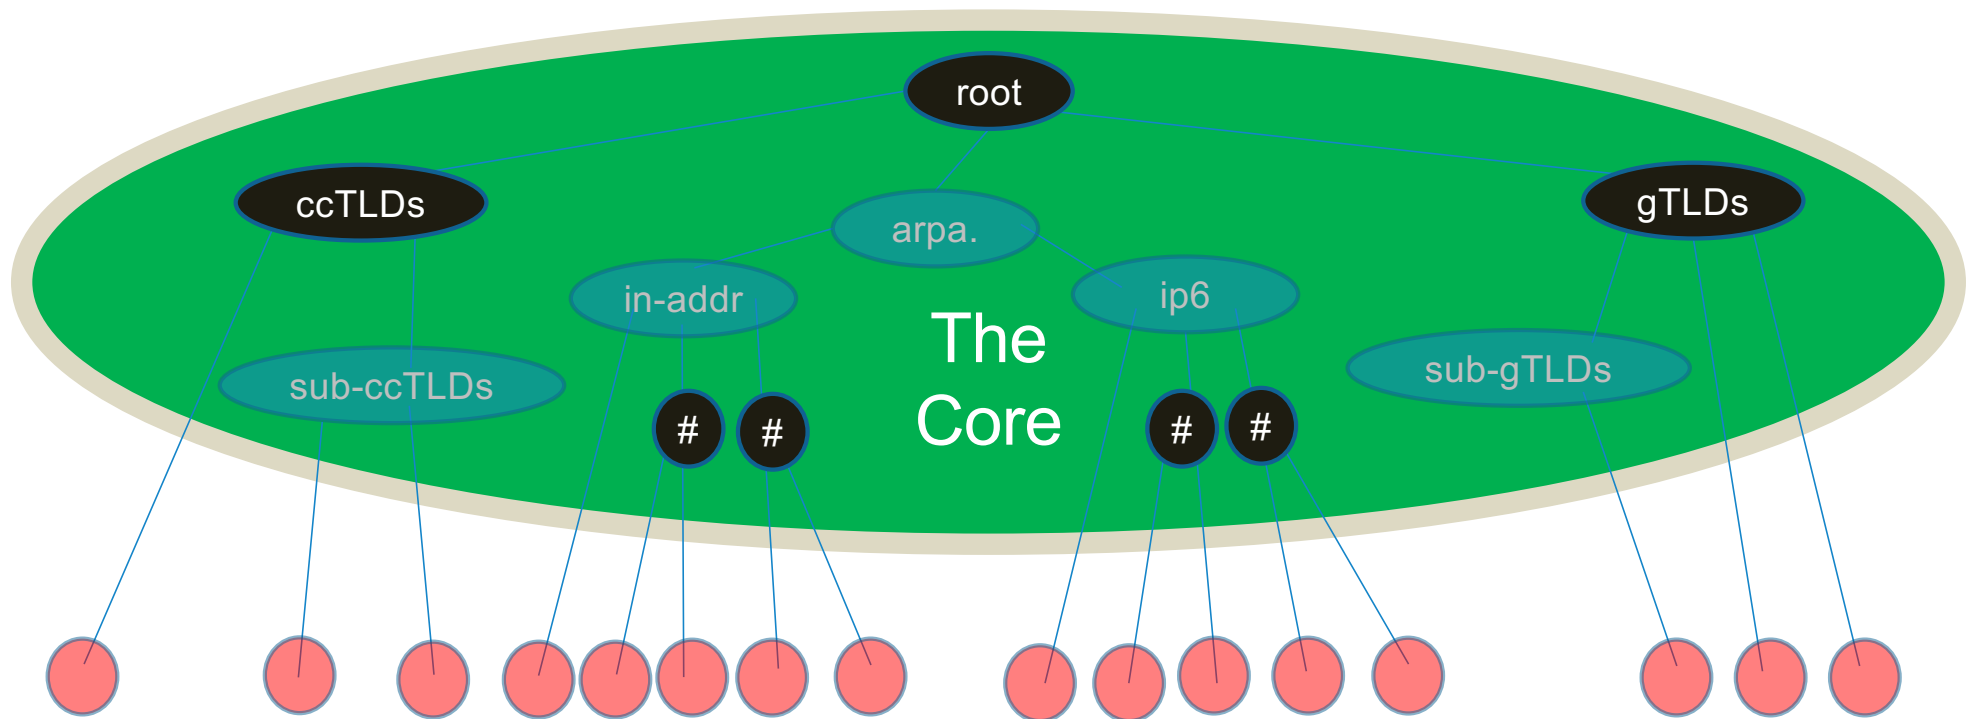 root
ccTLDs
gTLDs
arpa.
in-addr
ip6
The
Core
sub-ccTLDs
sub-gTLDs
#
#
#
#